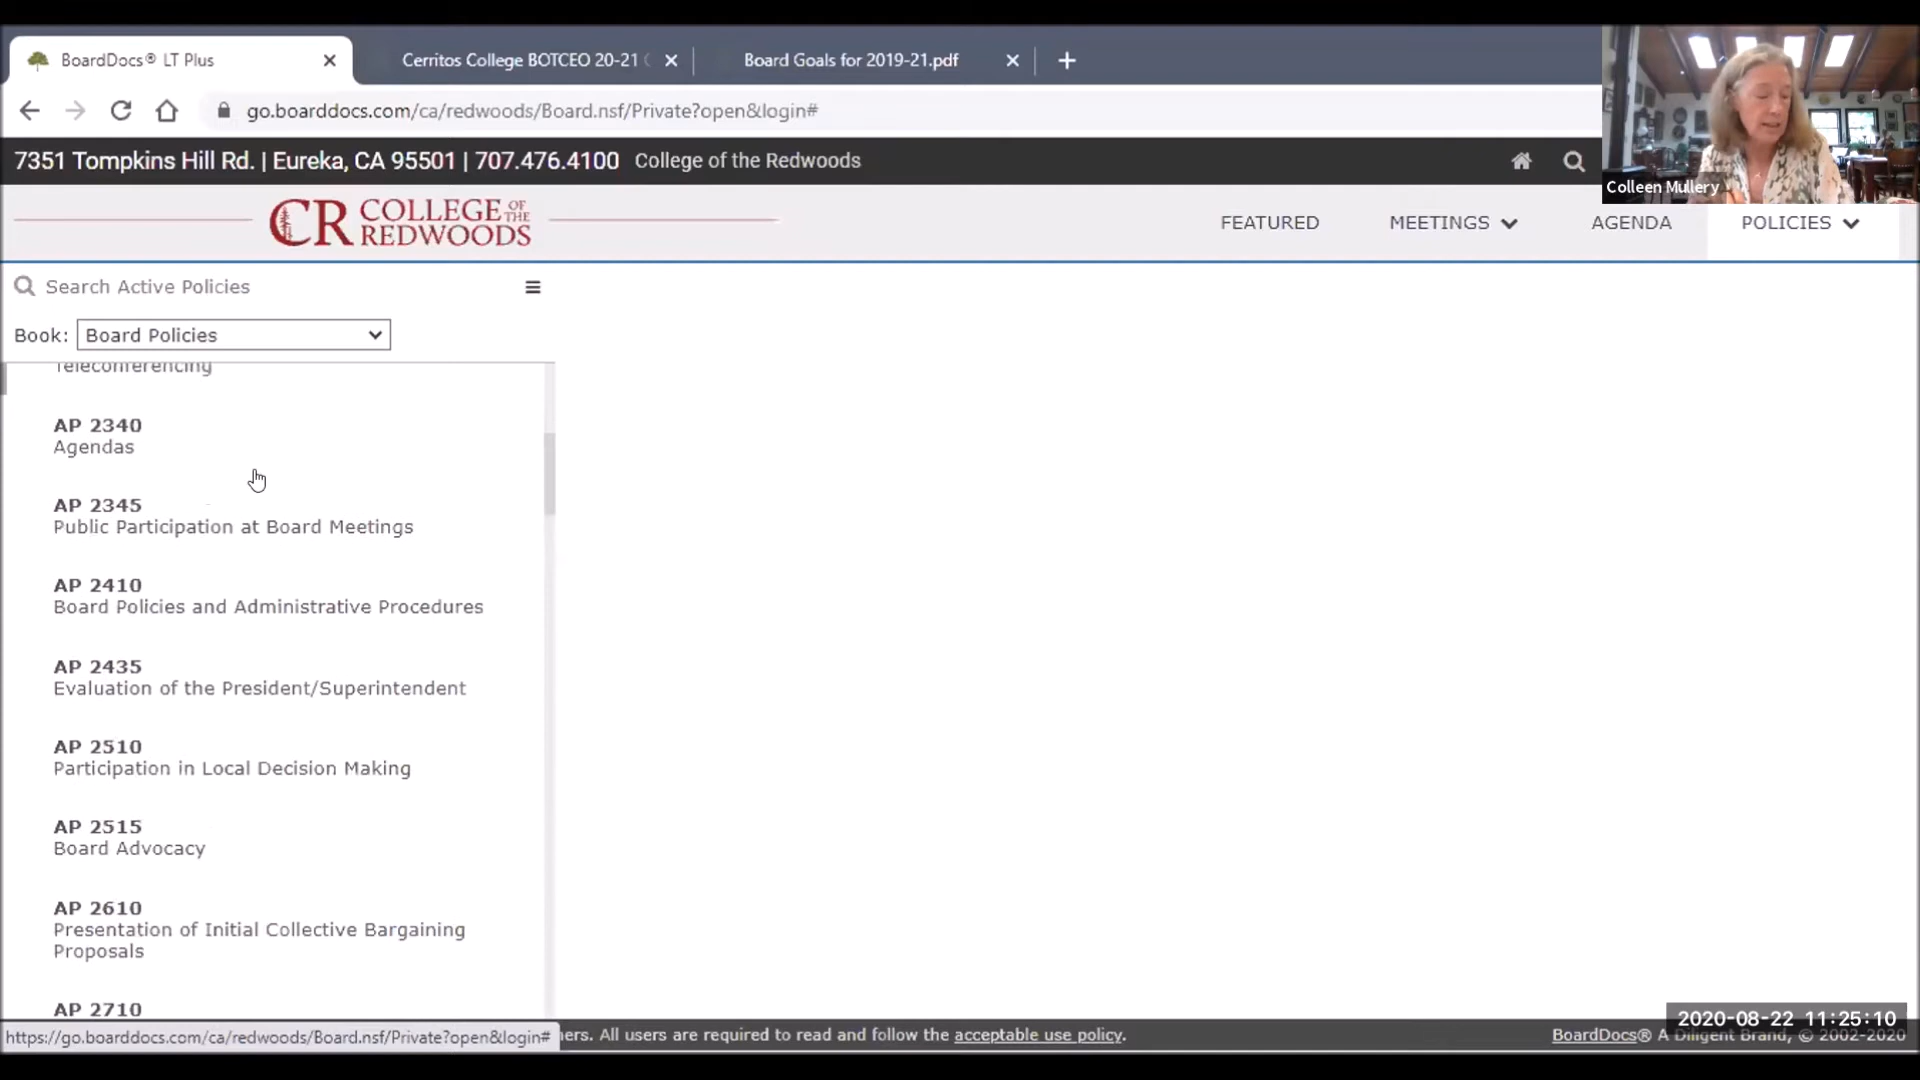 BoardDocs® LT Plus
Cerritos College BOTCEO 20-21
Board Goals for 2019-21.pdf
go.boarddocs.com/ca/redwoods/Board.nsf/Private?open&login#
7351 Tompkins Hill Rd. | Eureka, CA 95501 | 707.476.4100 College of the Redwoods
Colleen Mullery
CR COLLEGE OF THE REDWOODS
FEATURED MEETINGS AGENDA POLICIES
Search Active Policies
Book: Board Policies
Teleconferencing
AP 2340
Agendas
AP 2345
Public Participation at Board Meetings
AP 2410
Board Policies and Administrative Procedures
AP 2435
Evaluation of the President/Superintendent
AP 2510
Participation in Local Decision Making
AP 2515
Board Advocacy
AP 2610
Presentation of Initial Collective Bargaining
Proposals
AP 2710
2020-08-22 11:25:10
https://go.boarddocs.com/ca/redwoods/Board.nsf/Private?open&login# ers. All users are required to read and follow the acceptable use policy. BoardDocs® A Diligent Brand, © 2002-2020